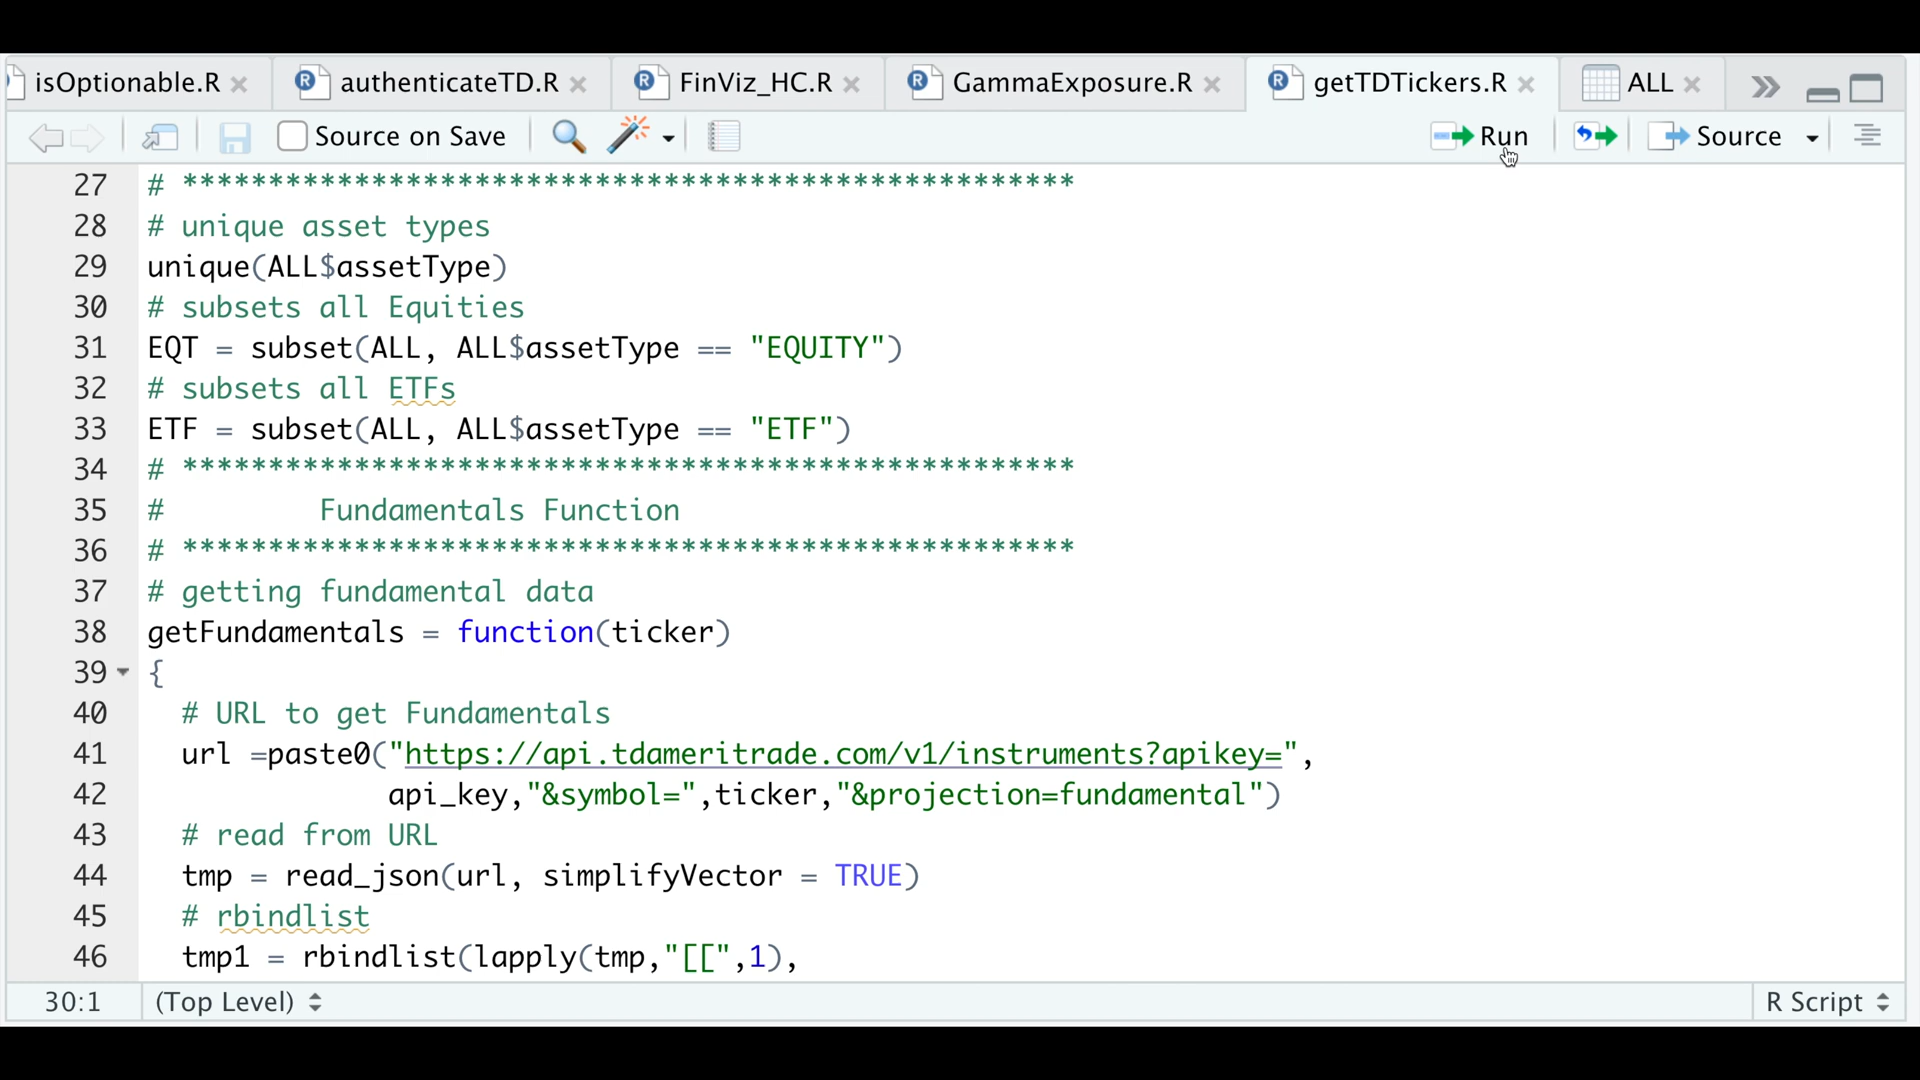 isOptionable.R authenticateTD.R FinViz_HC.R GammaExposure.R getTDTickers.R ALL
Source on Save Run Source
27 # ****************************************************
28 # unique asset types
29 unique(ALL$assetType)
30 # subsets all Equities
31 EQT = subset(ALL, ALL$assetType == "EQUITY")
32 # subsets all ETFs
33 ETF = subset(ALL, ALL$assetType == "ETF")
34 # ****************************************************
35 #         Fundamentals Function
36 # ****************************************************
37 # getting fundamental data
38 getFundamentals = function(ticker)
39 {
40   # URL to get Fundamentals
41   url =paste0("https://api.tdameritrade.com/v1/instruments?apikey=",
42               api_key,"&symbol=",ticker,"&projection=fundamental")
43   # read from URL
44   tmp = read_json(url, simplifyVector = TRUE)
45   # rbindlist
46   tmp1 = rbindlist(lapply(tmp,"[[",1),
30:1 (Top Level) R Script